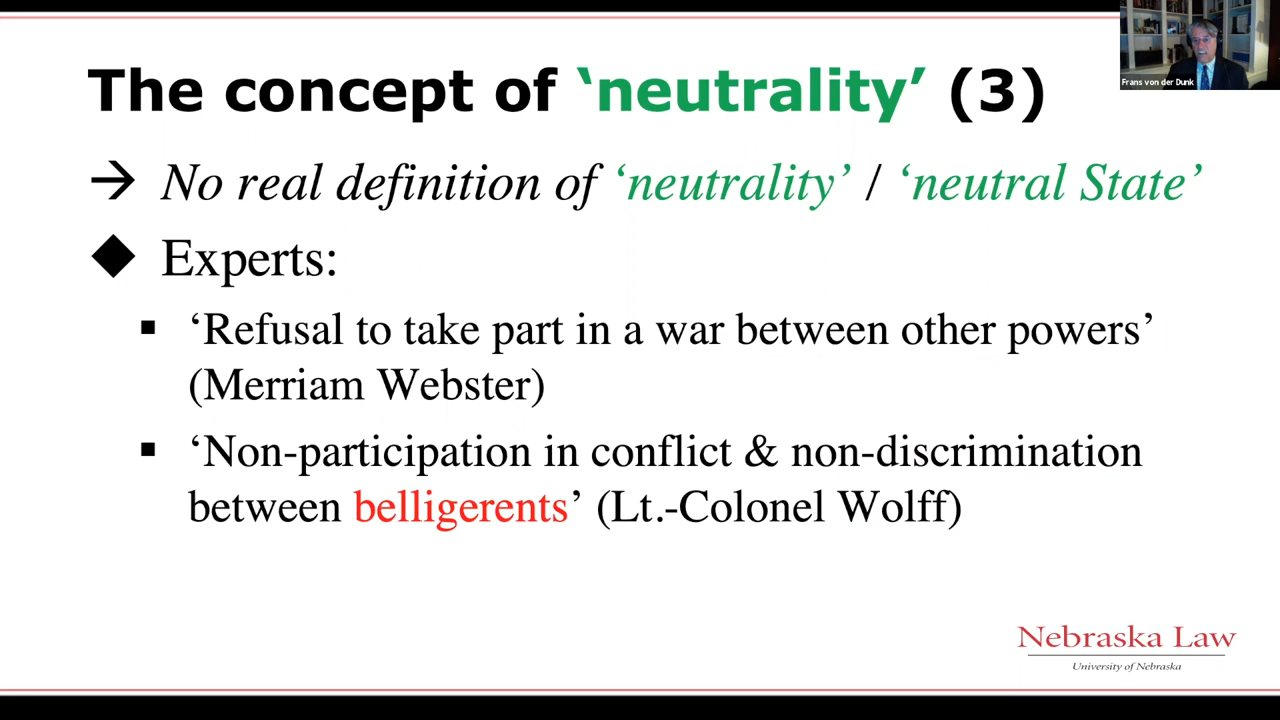 The concept of ‘neutrality’ (3)
Frans von der Dunk
→ No real definition of ‘neutrality’ / ‘neutral State’
◆ Experts:
▪ ‘Refusal to take part in a war between other powers’
(Merriam Webster)
▪ ‘Non-participation in conflict & non-discrimination
between belligerents’ (Lt.-Colonel Wolff)
Nebraska Law
University of Nebraska